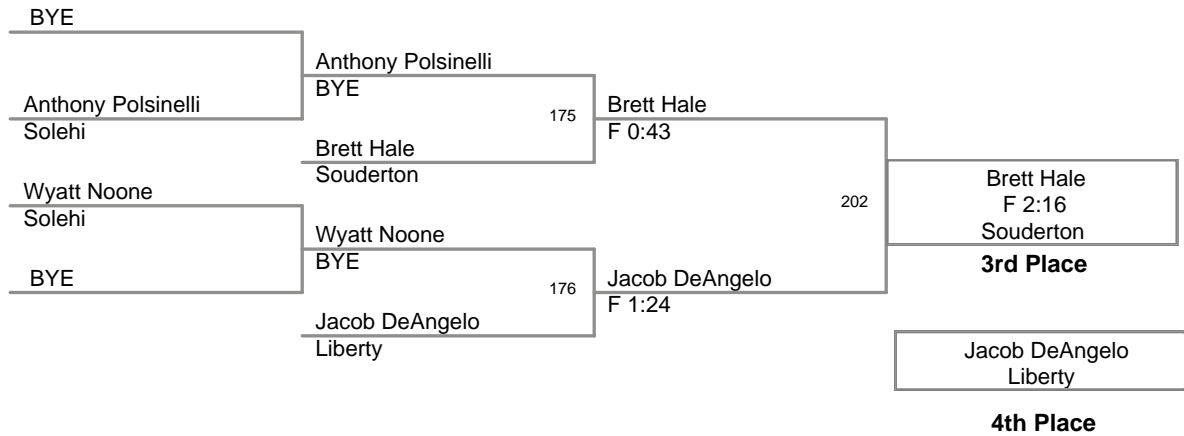 BYE
Anthony Polsinelli
BYE
Anthony Polsinelli
Solehi
175
Brett Hale
F 0:43
Brett Hale
Souderton
Wyatt Noone
Solehi
202
Brett Hale
F 2:16
Souderton
3rd Place
Wyatt Noone
BYE
BYE
176
Jacob DeAngelo
F 1:24
Jacob DeAngelo
Liberty
Jacob DeAngelo
Liberty
4th Place